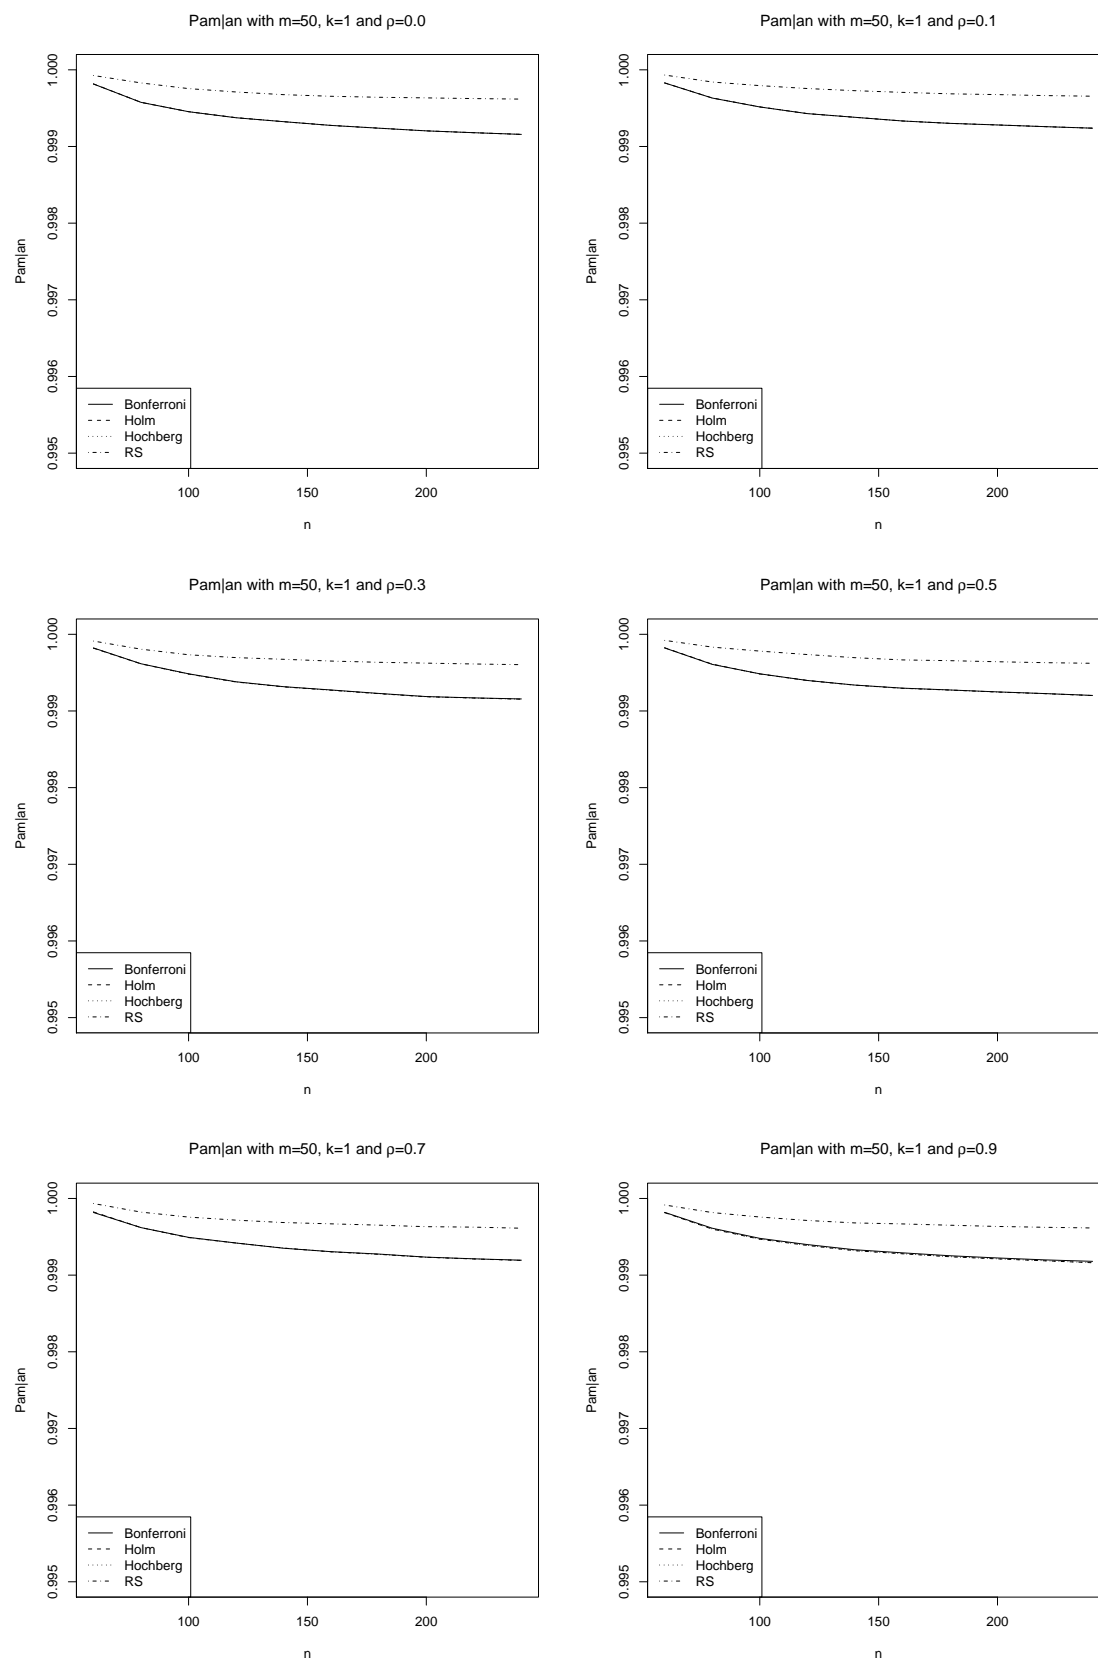 Pam|an with m=50, k=1 and ρ=0.0
Pam|an
1.000
0.999
0.998
0.997
0.996
0.995
Bonferroni
Holm
Hochberg
RS
100
150
200
n
Pam|an with m=50, k=1 and ρ=0.1
Pam|an
1.000
0.999
0.998
0.997
0.996
0.995
Bonferroni
Holm
Hochberg
RS
100
150
200
n
Pam|an with m=50, k=1 and ρ=0.3
Pam|an
1.000
0.999
0.998
0.997
0.996
0.995
Bonferroni
Holm
Hochberg
RS
100
150
200
n
Pam|an with m=50, k=1 and ρ=0.5
Pam|an
1.000
0.999
0.998
0.997
0.996
0.995
Bonferroni
Holm
Hochberg
RS
100
150
200
n
Pam|an with m=50, k=1 and ρ=0.7
Pam|an
1.000
0.999
0.998
0.997
0.996
0.995
Bonferroni
Holm
Hochberg
RS
100
150
200
n
Pam|an with m=50, k=1 and ρ=0.9
Pam|an
1.000
0.999
0.998
0.997
0.996
0.995
Bonferroni
Holm
Hochberg
RS
100
150
200
n